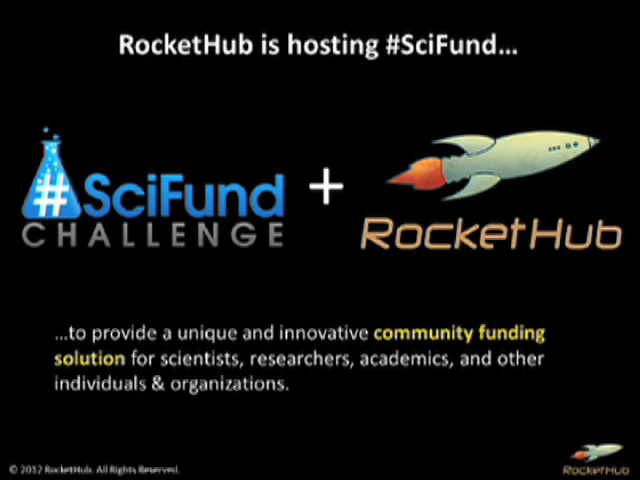 RocketHub is hosting #SciFund...
#SciFund
CHALLENGE
+
RocketHub
...to provide a unique and innovative community funding
solution for scientists, researchers, academics, and other
individuals & organizations.
© 2012 RocketHub. All Rights Reserved.
RocketHub